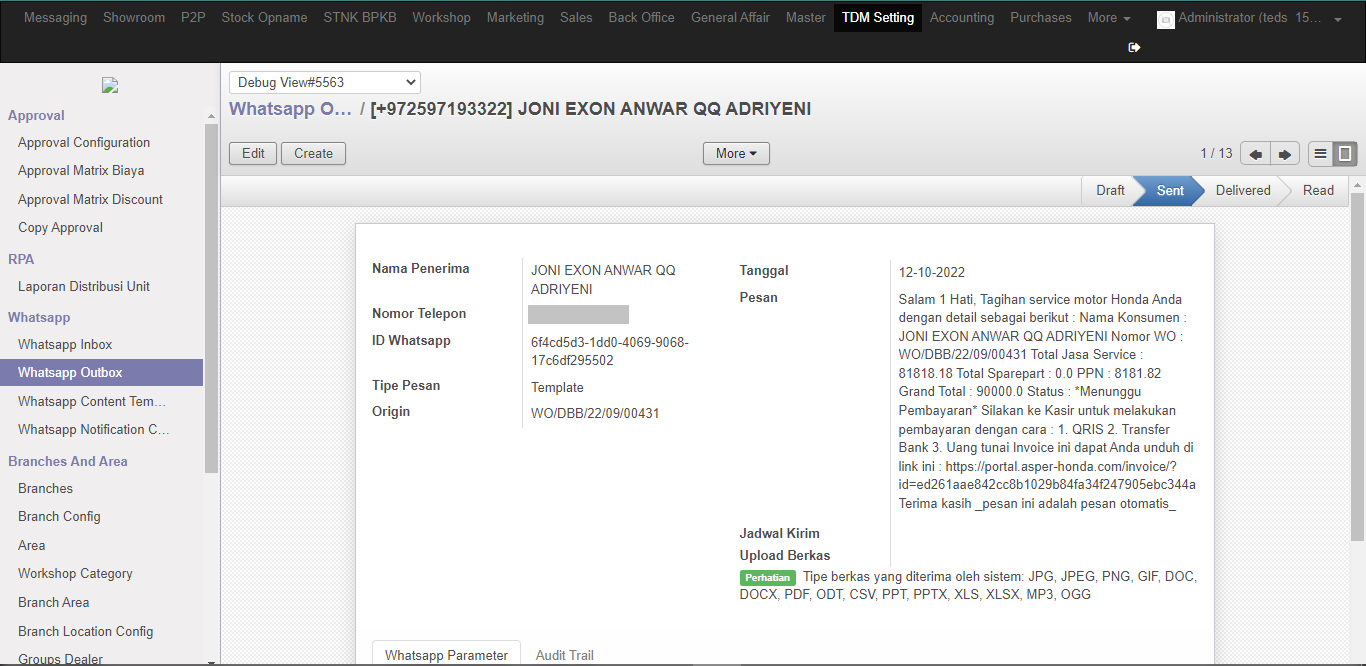 Messaging Showroom P2P Stock Opname STNK BPKB Workshop Marketing Sales Back Office General Affair Master TDM Setting Accounting Purchases More Administrator (teds_15...
Debug View#5563
Whatsapp O... / [+972597193322] JONI EXON ANWAR QQ ADRIYENI
Edit Create More 1 / 13
Draft Sent Delivered Read
Approval
Approval Configuration
Approval Matrix Biaya
Approval Matrix Discount
Copy Approval
RPA
Laporan Distribusi Unit
Whatsapp
Whatsapp Inbox
Whatsapp Outbox
Whatsapp Content Tem...
Whatsapp Notification C...
Branches And Area
Branches
Branch Config
Area
Workshop Category
Branch Area
Branch Location Config
Groups Dealer
Nama Penerima JONI EXON ANWAR QQ
ADRIYENI
Nomor Telepon
ID Whatsapp 6f4cd5d3-1dd0-4069-9068-
17c6df295502
Tipe Pesan Template
Origin WO/DBB/22/09/00431
Tanggal 12-10-2022
Pesan Salam 1 Hati, Tagihan service motor Honda Anda
dengan detail sebagai berikut : Nama Konsumen :
JONI EXON ANWAR QQ ADRIYENI Nomor WO :
WO/DBB/22/09/00431 Total Jasa Service :
81818.18 Total Sparepart : 0.0 PPN : 8181.82
Grand Total : 90000.0 Status : *Menunggu
Pembayaran* Silakan ke Kasir untuk melakukan
pembayaran dengan cara : 1. QRIS 2. Transfer
Bank 3. Uang tunai Invoice ini dapat Anda unduh di
link ini : https://portal.asper-honda.com/invoice/?
id=ed261aae842cc8b1029b84fa34f247905ebc344a
Terima kasih _pesan ini adalah pesan otomatis_
Jadwal Kirim
Upload Berkas
Perhatian Tipe berkas yang diterima oleh sistem: JPG, JPEG, PNG, GIF, DOC,
DOCX, PDF, ODT, CSV, PPT, PPTX, XLS, XLSX, MP3, OGG
Whatsapp Parameter Audit Trail